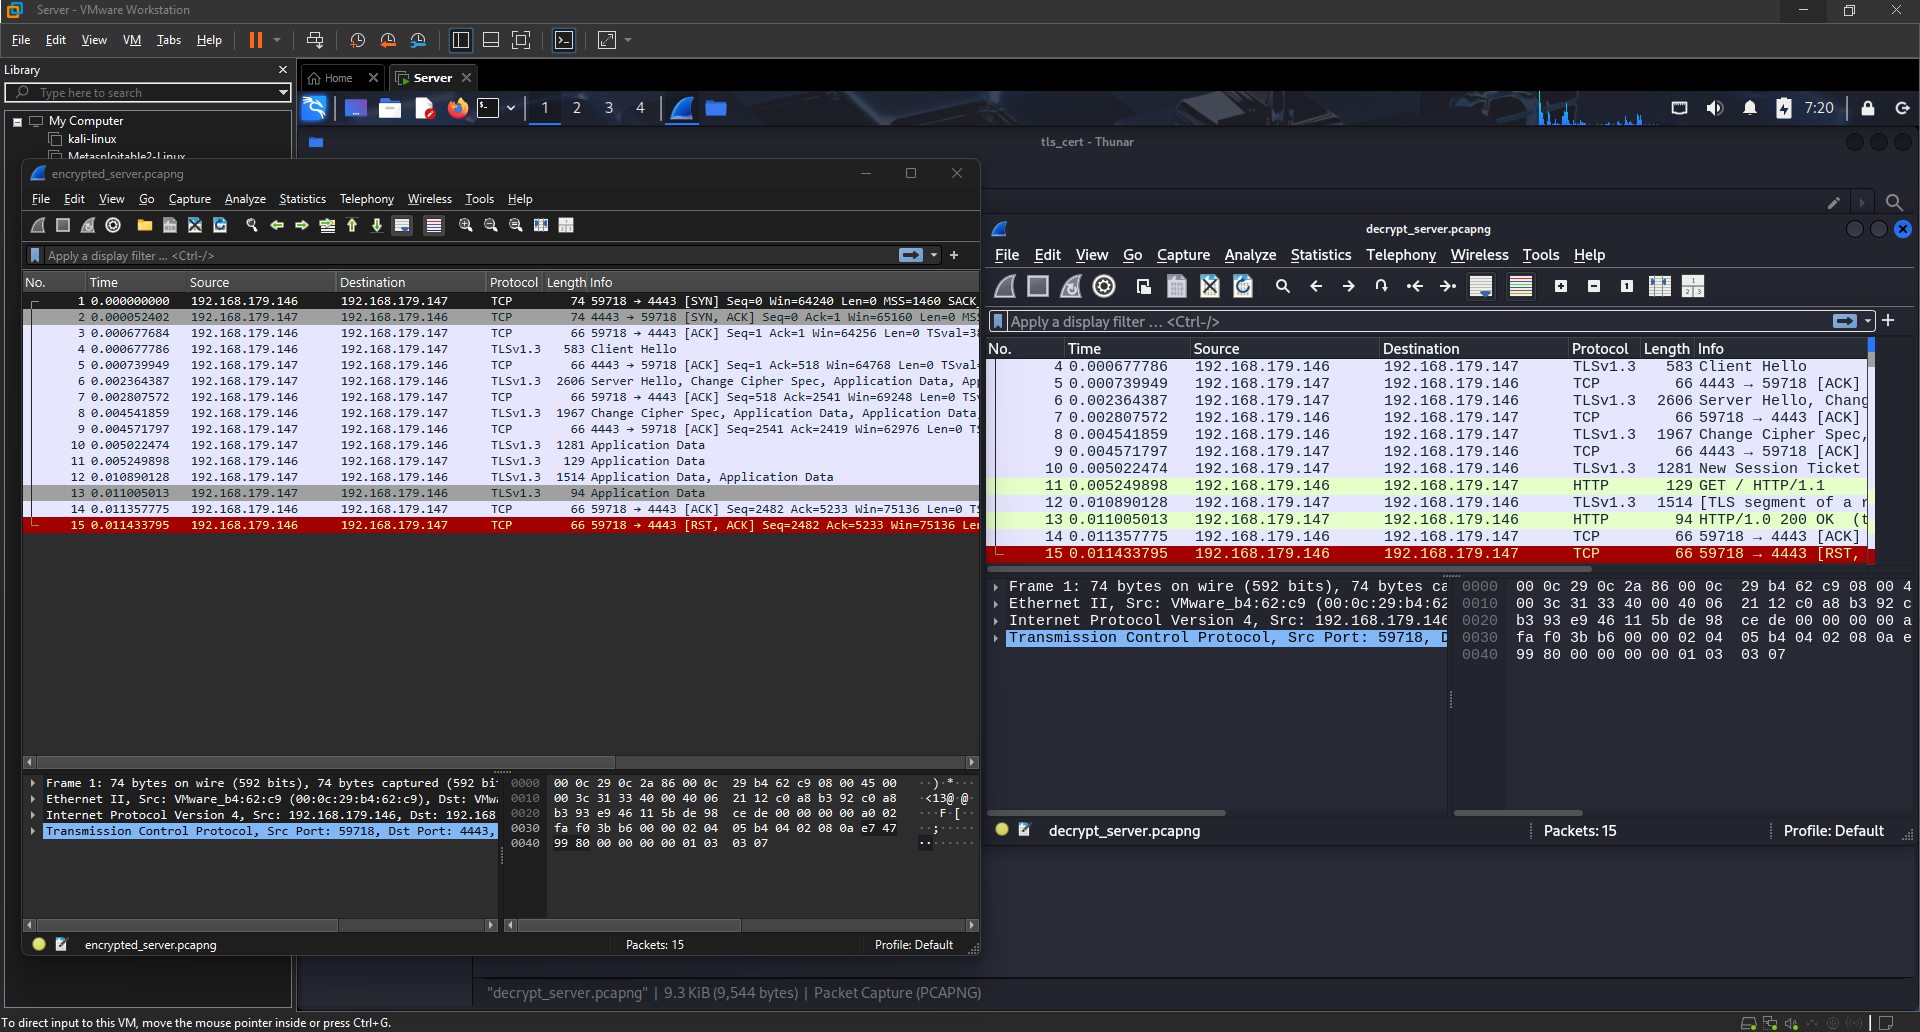 Server - VMware Workstation
File Edit View VM Tabs Help
Library
Type here to search
My Computer
kali-linux
Metasploitable2-Linux
Home
Server
1 2 3 4
7:20
tls_cert - Thunar
encrypted_server.pcapng
File Edit View Go Capture Analyze Statistics Telephony Wireless Tools Help
Apply a display filter ... <Ctrl-/>
No. Time Source Destination Protocol Length Info
1 0.000000000 192.168.179.146 192.168.179.147 TCP 74 59718 → 4443 [SYN] Seq=0 Win=64240 Len=0 MSS=1460 SACK_
2 0.000052402 192.168.179.147 192.168.179.146 TCP 74 4443 → 59718 [SYN, ACK] Seq=0 Ack=1 Win=65160 Len=0 MSS
3 0.000677684 192.168.179.146 192.168.179.147 TCP 66 59718 → 4443 [ACK] Seq=1 Ack=1 Win=64256 Len=0 TSval=38
4 0.000677786 192.168.179.146 192.168.179.147 TLSv1.3 583 Client Hello
5 0.000739949 192.168.179.147 192.168.179.146 TCP 66 4443 → 59718 [ACK] Seq=1 Ack=518 Win=64768 Len=0 TSval=
6 0.002364387 192.168.179.147 192.168.179.146 TLSv1.3 2606 Server Hello, Change Cipher Spec, Application Data, Ap
7 0.002807572 192.168.179.146 192.168.179.147 TCP 66 59718 → 4443 [ACK] Seq=518 Ack=2541 Win=69248 Len=0 TS
8 0.004541859 192.168.179.146 192.168.179.147 TLSv1.3 1967 Change Cipher Spec, Application Data, Application Data,
9 0.004571797 192.168.179.147 192.168.179.146 TCP 66 4443 → 59718 [ACK] Seq=2541 Ack=2419 Win=62976 Len=0 T
10 0.005022474 192.168.179.147 192.168.179.146 TLSv1.3 1281 Application Data
11 0.005249898 192.168.179.146 192.168.179.147 TLSv1.3 129 Application Data
12 0.010890128 192.168.179.147 192.168.179.146 TLSv1.3 1514 Application Data, Application Data
13 0.011005013 192.168.179.147 192.168.179.146 TLSv1.3 94 Application Data
14 0.011357775 192.168.179.146 192.168.179.147 TCP 66 59718 → 4443 [ACK] Seq=2482 Ack=5233 Win=75136 Len=0 T
15 0.011433795 192.168.179.146 192.168.179.147 TCP 66 59718 → 4443 [RST, ACK] Seq=2482 Ack=5233 Win=75136 Le
Frame 1: 74 bytes on wire (592 bits), 74 bytes captured (592 bi
Ethernet II, Src: VMware_b4:62:c9 (00:0c:29:b4:62:c9), Dst: VMw
Internet Protocol Version 4, Src: 192.168.179.146, Dst: 192.168
Transmission Control Protocol, Src Port: 59718, Dst Port: 4443,
0000 00 0c 29 0c 2a 86 00 0c 29 b4 62 c9 08 00 45 00 ··)·*···
0010 00 3c 31 33 40 00 40 06 21 12 c0 a8 b3 92 c0 a8 ·<13@·@·
0020 b3 93 e9 46 11 5b de 98 ce de 00 00 00 00 a0 02 ···F·[··
0030 fa f0 3b b6 00 00 02 04 05 b4 04 02 08 0a e7 47 ··;·····
0040 99 80 00 00 00 00 01 03 03 07 ········
encrypted_server.pcapng
Packets: 15
Profile: Default
decrypt_server.pcapng
File Edit View Go Capture Analyze Statistics Telephony Wireless Tools Help
Apply a display filter ... <Ctrl-/>
No. Time Source Destination Protocol Length Info
4 0.000677786 192.168.179.146 192.168.179.147 TLSv1.3 583 Client Hello
5 0.000739949 192.168.179.147 192.168.179.146 TCP 66 4443 → 59718 [ACK]
6 0.002364387 192.168.179.147 192.168.179.146 TLSv1.3 2606 Server Hello, Chang
7 0.002807572 192.168.179.146 192.168.179.147 TCP 66 59718 → 4443 [ACK]
8 0.004541859 192.168.179.146 192.168.179.147 TLSv1.3 1967 Change Cipher Spec,
9 0.004571797 192.168.179.147 192.168.179.146 TCP 66 4443 → 59718 [ACK]
10 0.005022474 192.168.179.147 192.168.179.146 TLSv1.3 1281 New Session Ticket
11 0.005249898 192.168.179.146 192.168.179.147 HTTP 129 GET / HTTP/1.1
12 0.010890128 192.168.179.147 192.168.179.146 TLSv1.3 1514 [TLS segment of a r
13 0.011005013 192.168.179.147 192.168.179.146 HTTP 94 HTTP/1.0 200 OK (t
14 0.011357775 192.168.179.146 192.168.179.147 TCP 66 59718 → 4443 [ACK]
15 0.011433795 192.168.179.146 192.168.179.147 TCP 66 59718 → 4443 [RST,
Frame 1: 74 bytes on wire (592 bits), 74 bytes ca
Ethernet II, Src: VMware_b4:62:c9 (00:0c:29:b4:62
Internet Protocol Version 4, Src: 192.168.179.146
Transmission Control Protocol, Src Port: 59718, D
0000 00 0c 29 0c 2a 86 00 0c 29 b4 62 c9 08 00 4
0010 00 3c 31 33 40 00 40 06 21 12 c0 a8 b3 92 c
0020 b3 93 e9 46 11 5b de 98 ce de 00 00 00 00 a
0030 fa f0 3b b6 00 00 02 04 05 b4 04 02 08 0a e
0040 99 80 00 00 00 00 01 03 03 07
decrypt_server.pcapng
Packets: 15
Profile: Default
"decrypt_server.pcapng" | 9.3 KiB (9,544 bytes) | Packet Capture (PCAPNG)
To direct input to this VM, move the mouse pointer inside or press Ctrl+G.